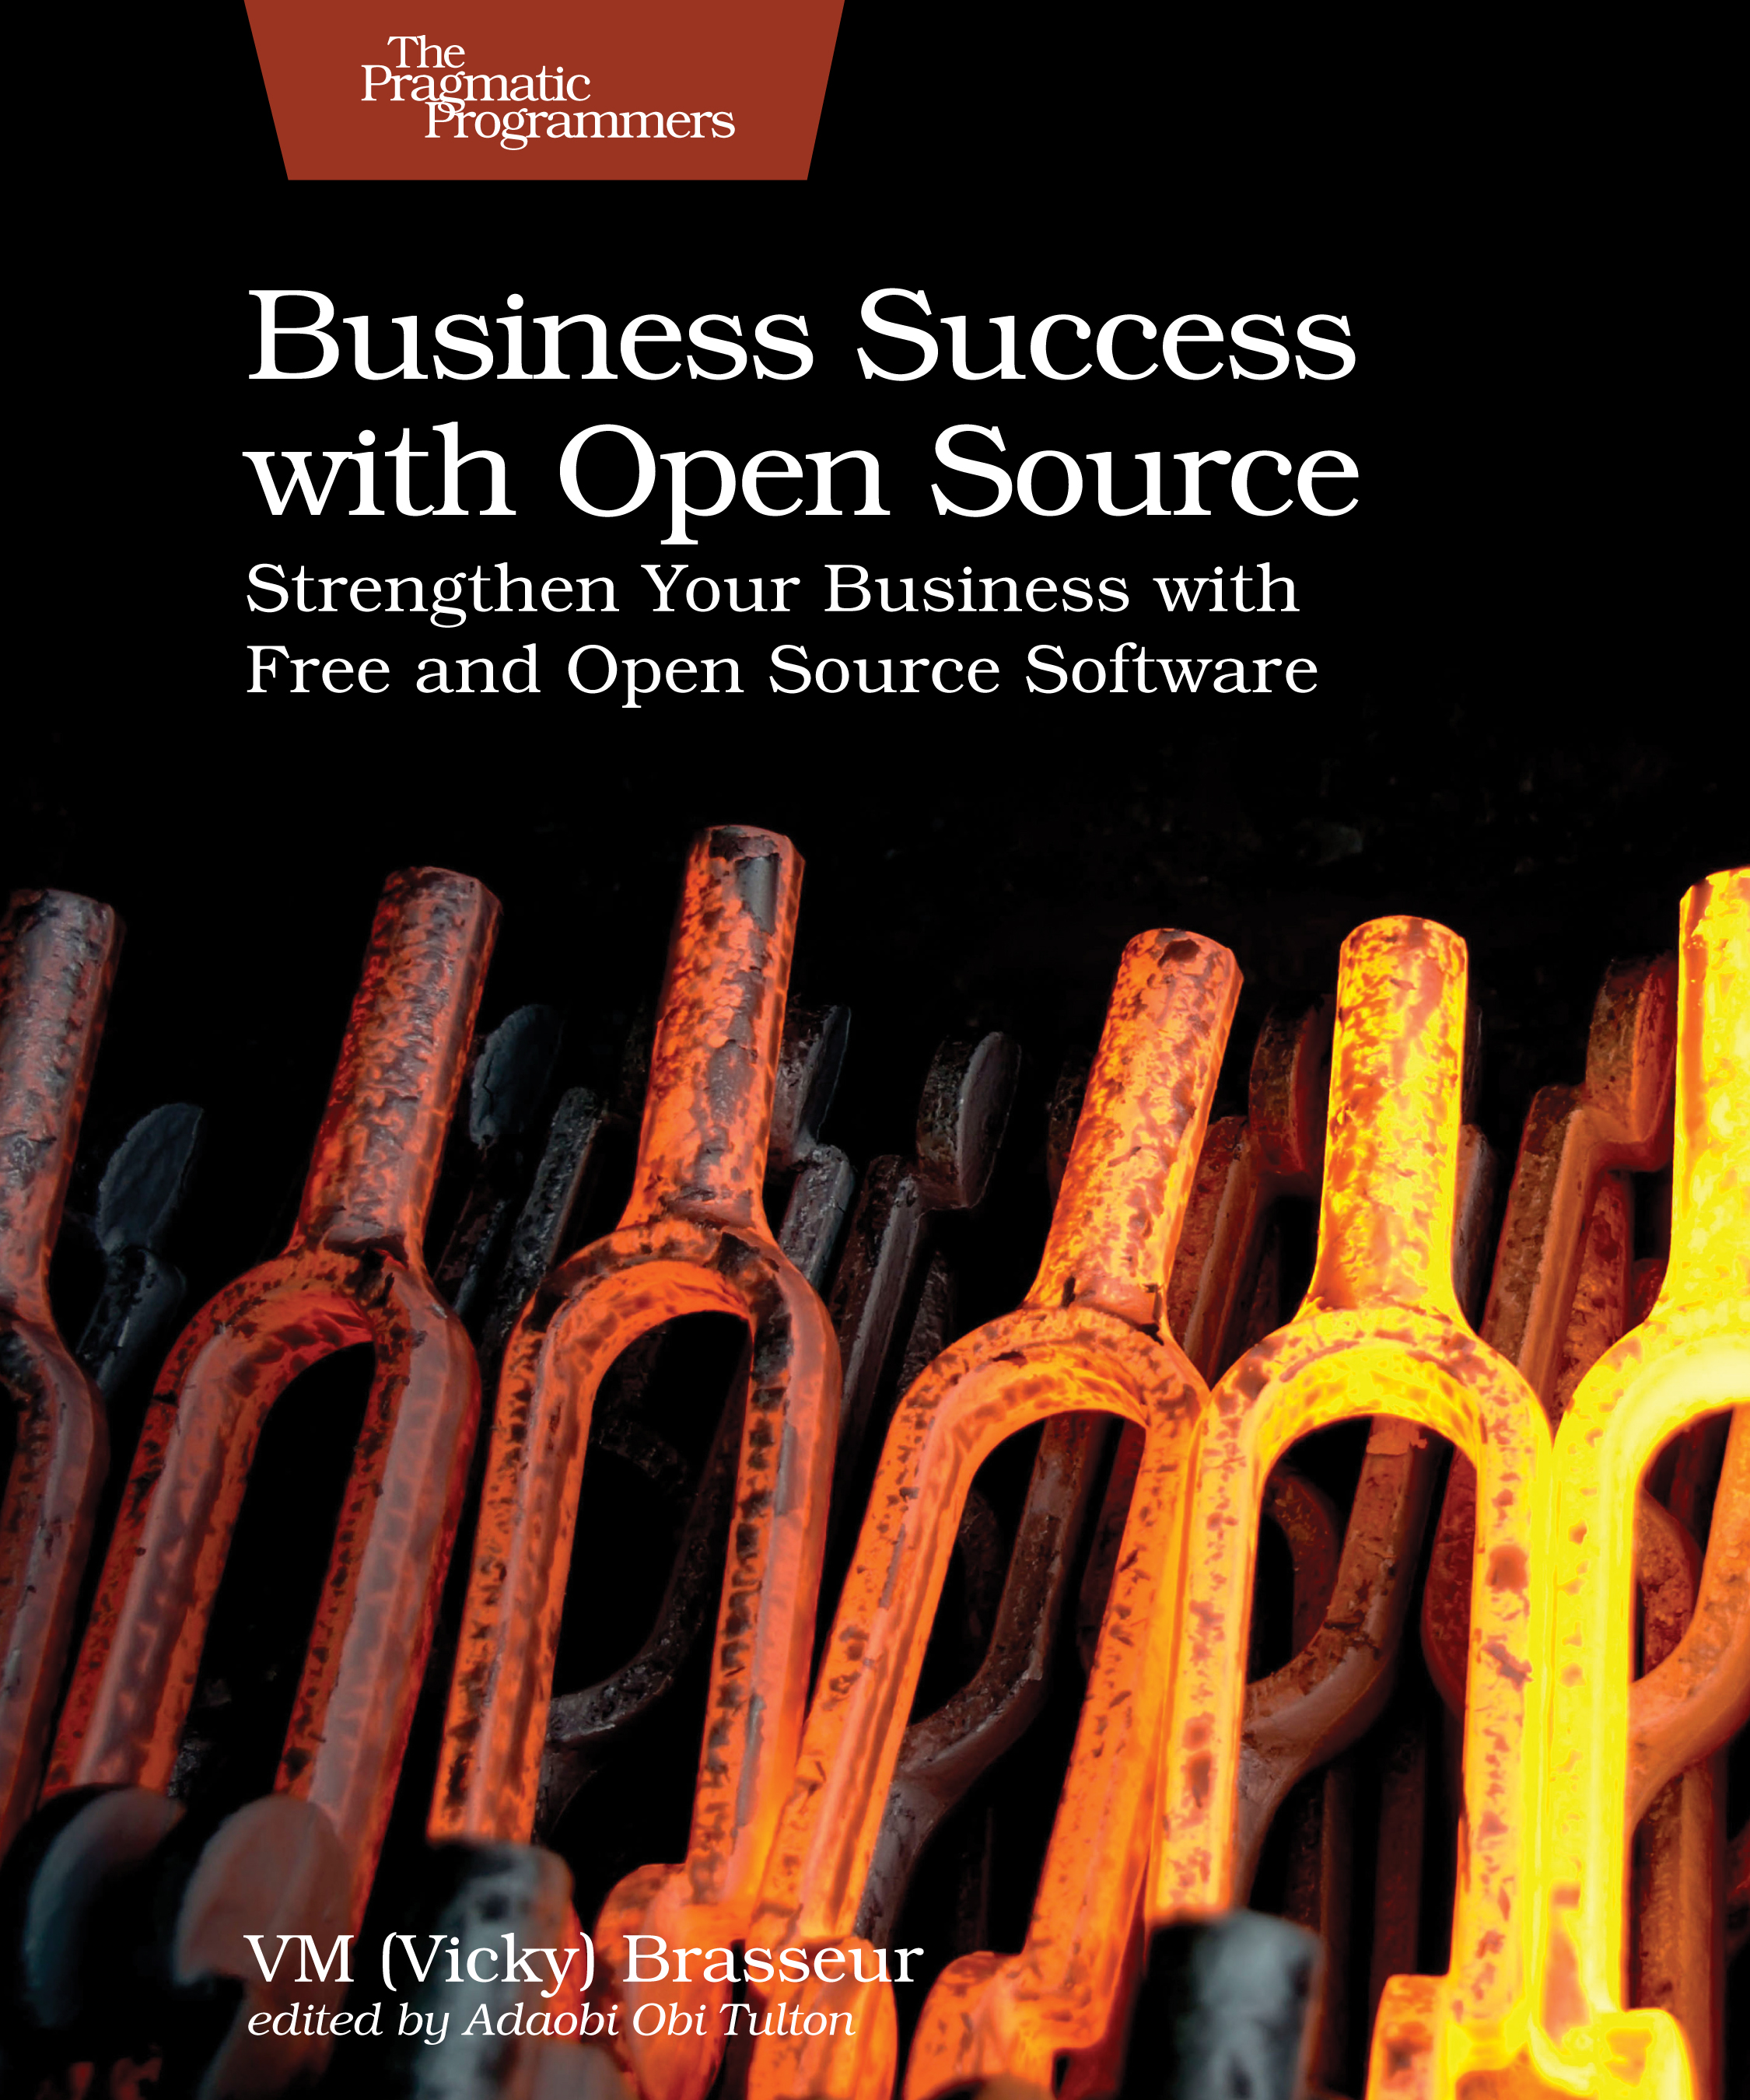 The
Pragmatic
Programmers
Business Success
with Open Source
Strengthen Your Business with
Free and Open Source Software
VM (Vicky) Brasseur
edited by Adaobi Obi Tulton